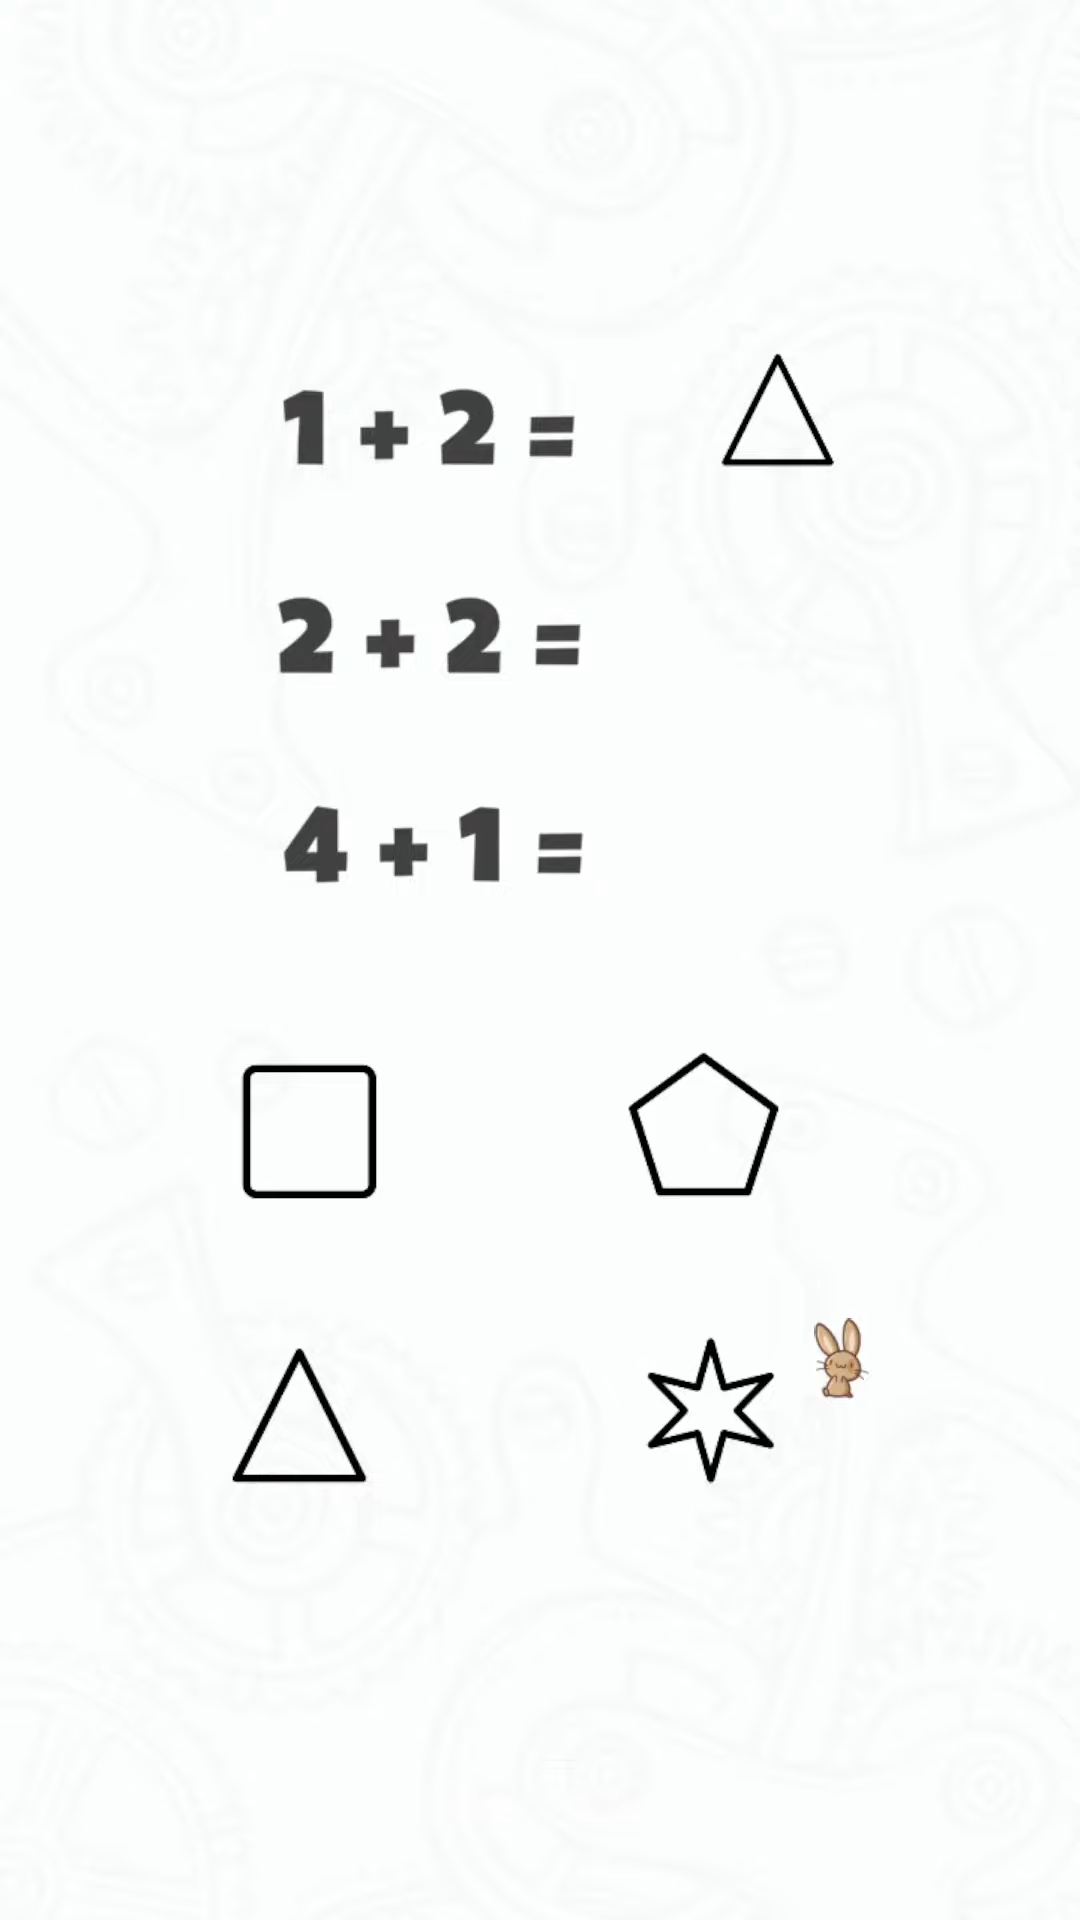 1 + 2 =
2 + 2 =
4 + 1 =